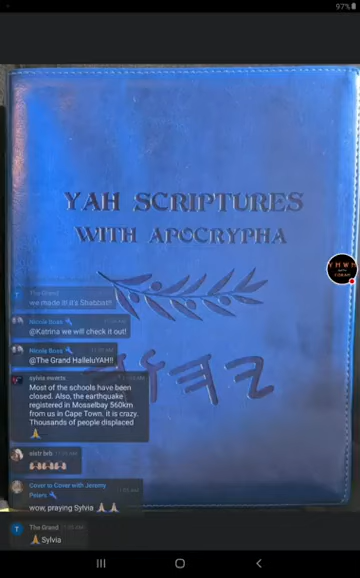 97%
YAH SCRIPTURES
WITH APOCRYPHA
The Grand
we made it it's Shabbat!!
Nicole Boss
@Katrina we will check it out!
Nicole Boss
@The Grand HalleluYAH!!
sylvia ewerts
Most of the schools have been
closed. Also, the earthquake
registered in Mosselbay 560km
from us in Cape Town. It is crazy.
Thousands of people displaced
🙏
Cover to Cover with Jeremy
Peters
wow, praying Sylvia 🙏🙏
T The Grand
🙏 Sylvia